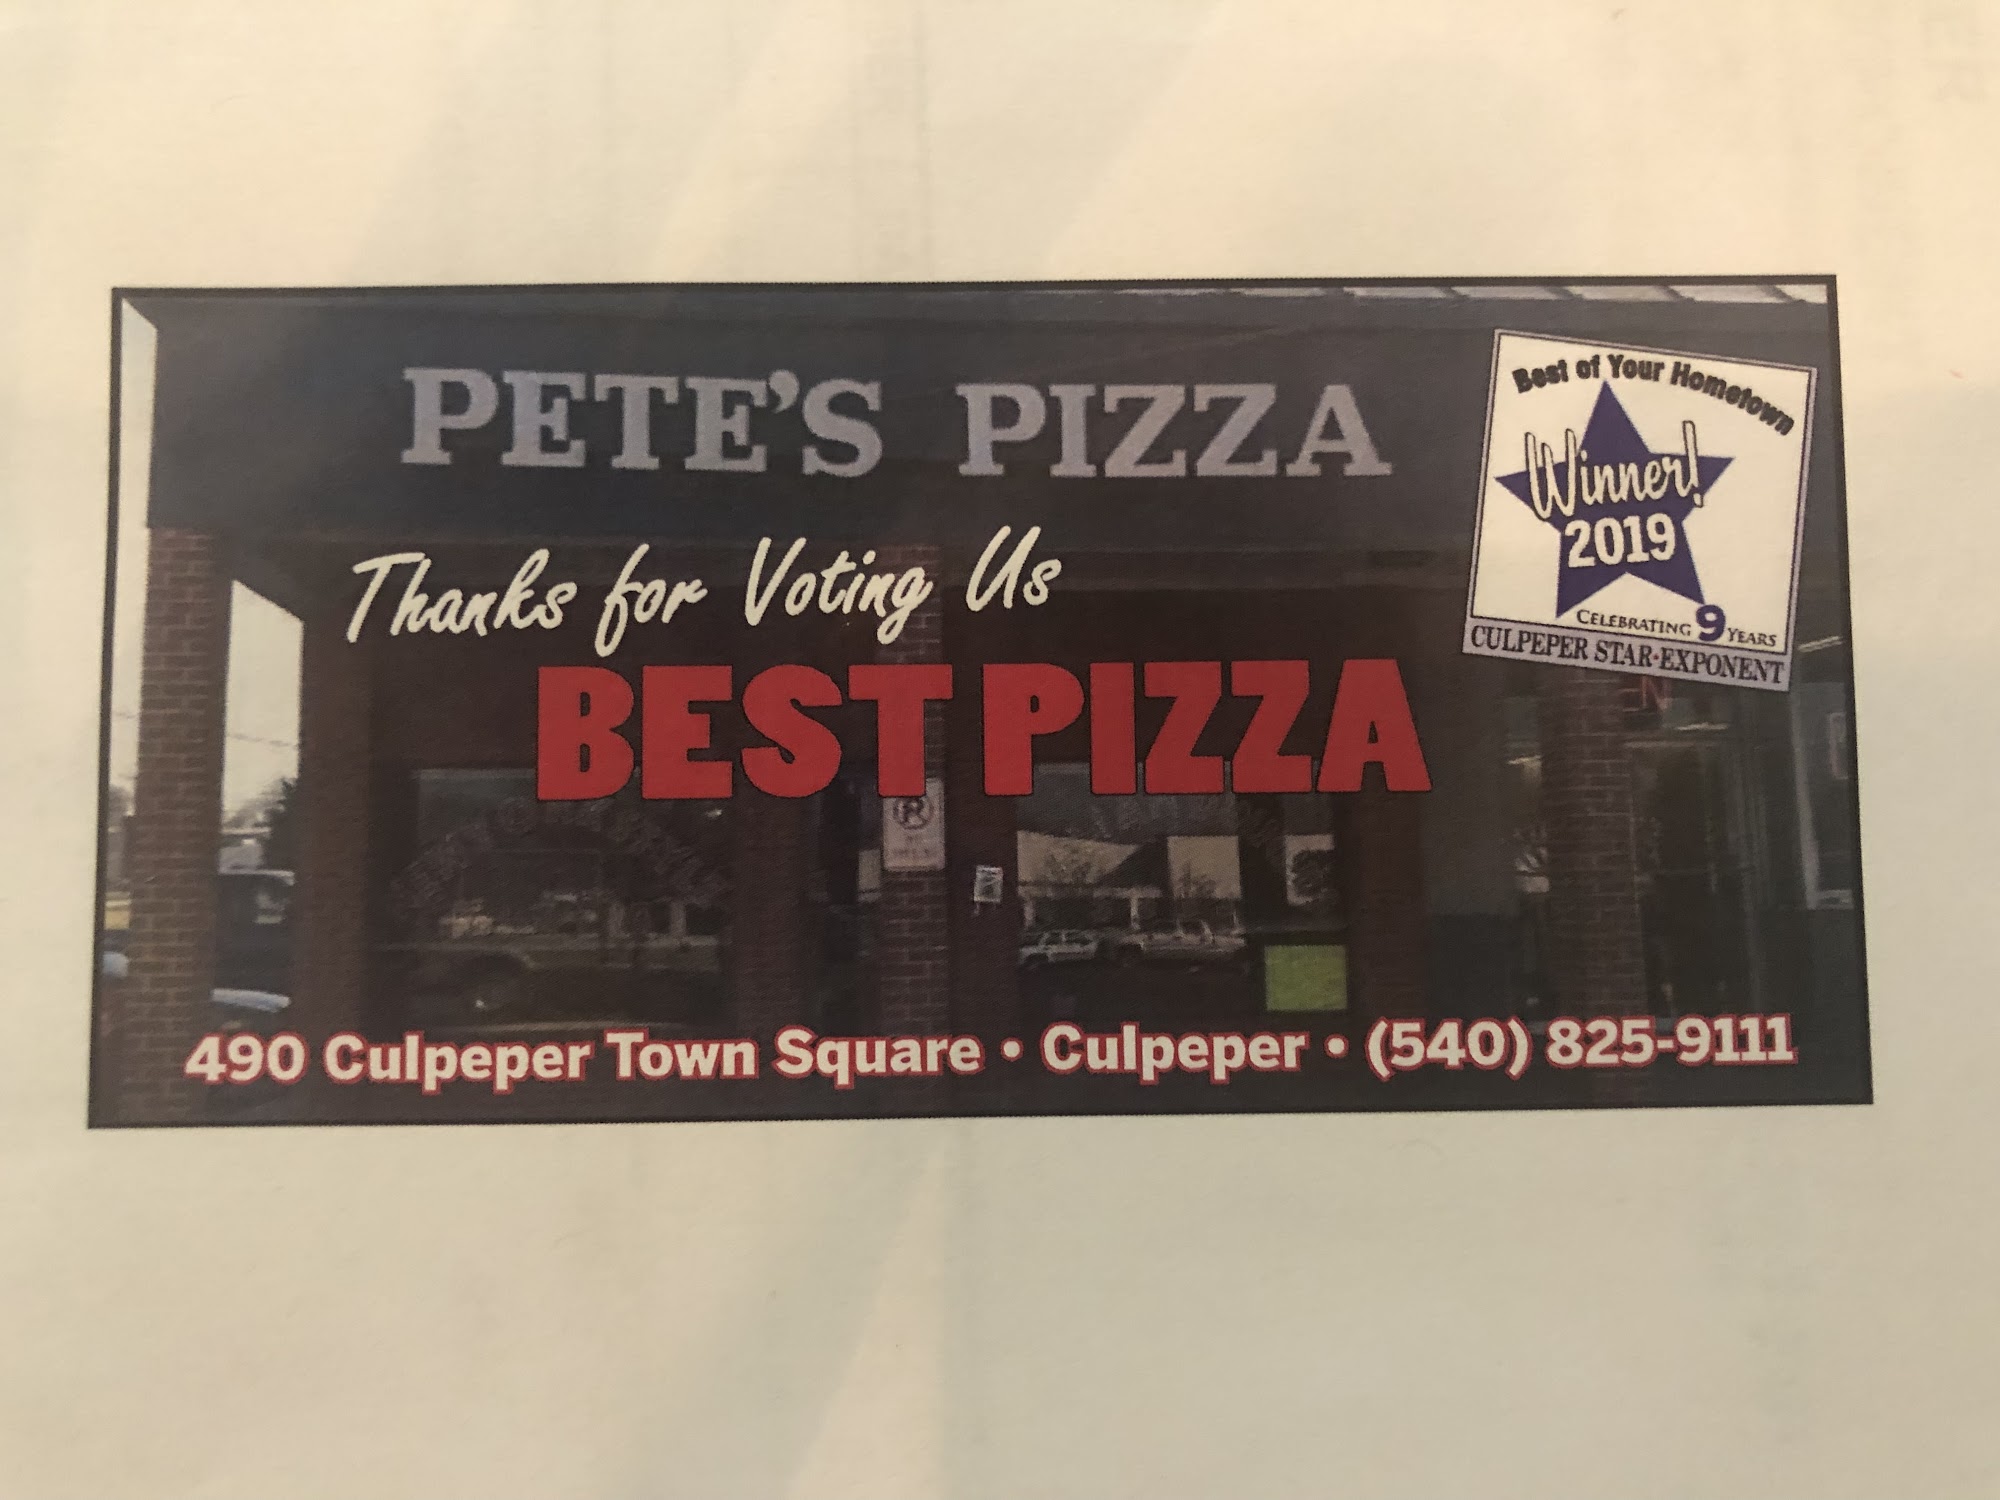 PETE'S PIZZA
Thanks for Voting Us
BEST PIZZA
Best of Your Hometown
Winner!
2019
CELEBRATING 9 YEARS
CULPEPER STAR•EXPONENT
490 Culpeper Town Square • Culpeper • (540) 825-9111